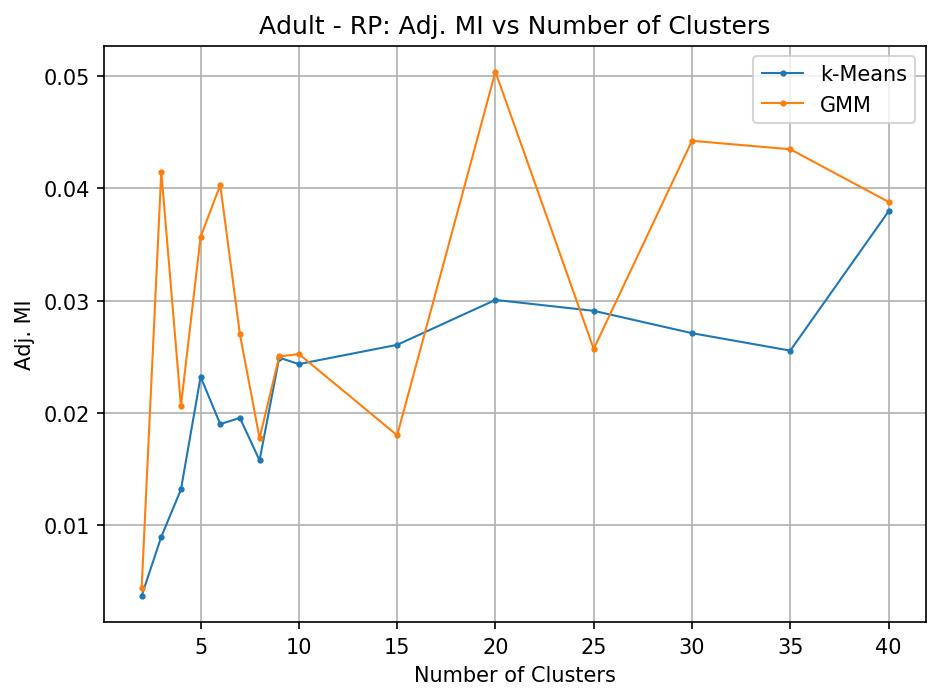 Adult - RP: Adj. MI vs Number of Clusters
k-Means
GMM
Adj. MI
0.05
0.04
0.03
0.02
0.01
5 10 15 20 25 30 35 40
Number of Clusters